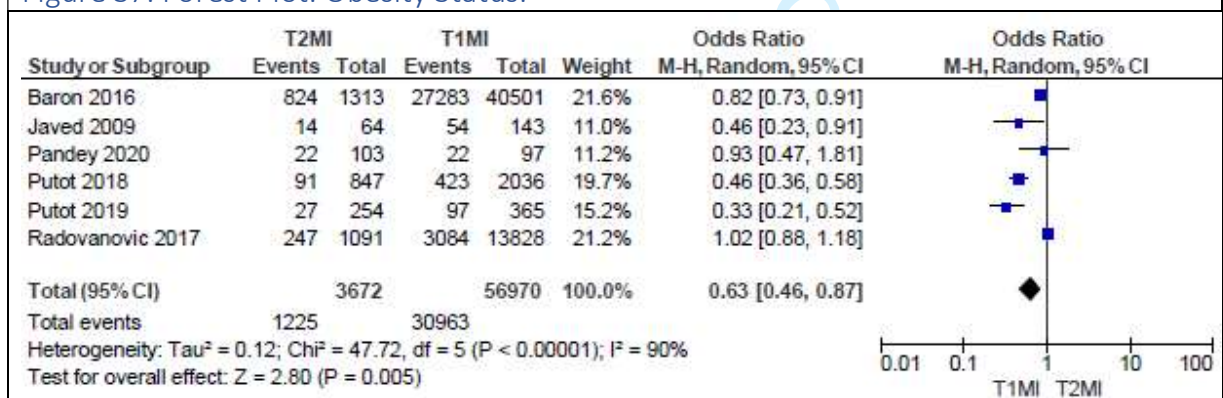 Figure 37: Forest Plot: Obesity Status.
T2MI T1MI Odds Ratio Odds Ratio
Study or Subgroup Events Total Events Total Weight M-H, Random, 95% CI M-H, Random, 95% CI
Baron 2016 824 1313 27283 40501 21.6% 0.82 [0.73, 0.91]
Javed 2009 14 64 54 143 11.0% 0.46 [0.23, 0.91]
Pandey 2020 22 103 22 97 11.2% 0.93 [0.47, 1.81]
Putot 2018 91 847 423 2036 19.7% 0.46 [0.36, 0.58]
Putot 2019 27 254 97 365 15.2% 0.33 [0.21, 0.52]
Radovanovic 2017 247 1091 3084 13828 21.2% 1.02 [0.88, 1.18]
Total (95% CI) 3672 56970 100.0% 0.63 [0.46, 0.87]
Total events 1225 30963
Heterogeneity: Tau² = 0.12; Chi² = 47.72, df = 5 (P < 0.00001); I² = 90%
Test for overall effect: Z = 2.80 (P = 0.005)
0.01 0.1 1 10 100
T1MI T2MI